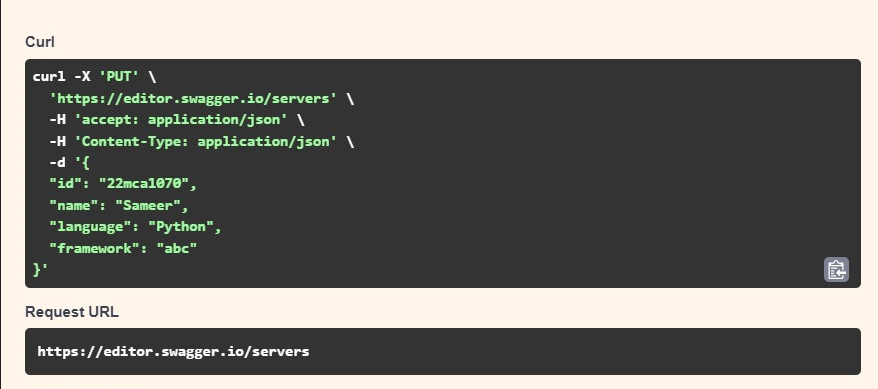 Curl
curl -X 'PUT' \
  'https://editor.swagger.io/servers' \
  -H 'accept: application/json' \
  -H 'Content-Type: application/json' \
  -d '{
  "id": "22mca1070",
  "name": "Sameer",
  "language": "Python",
  "framework": "abc"
}'
Request URL
https://editor.swagger.io/servers